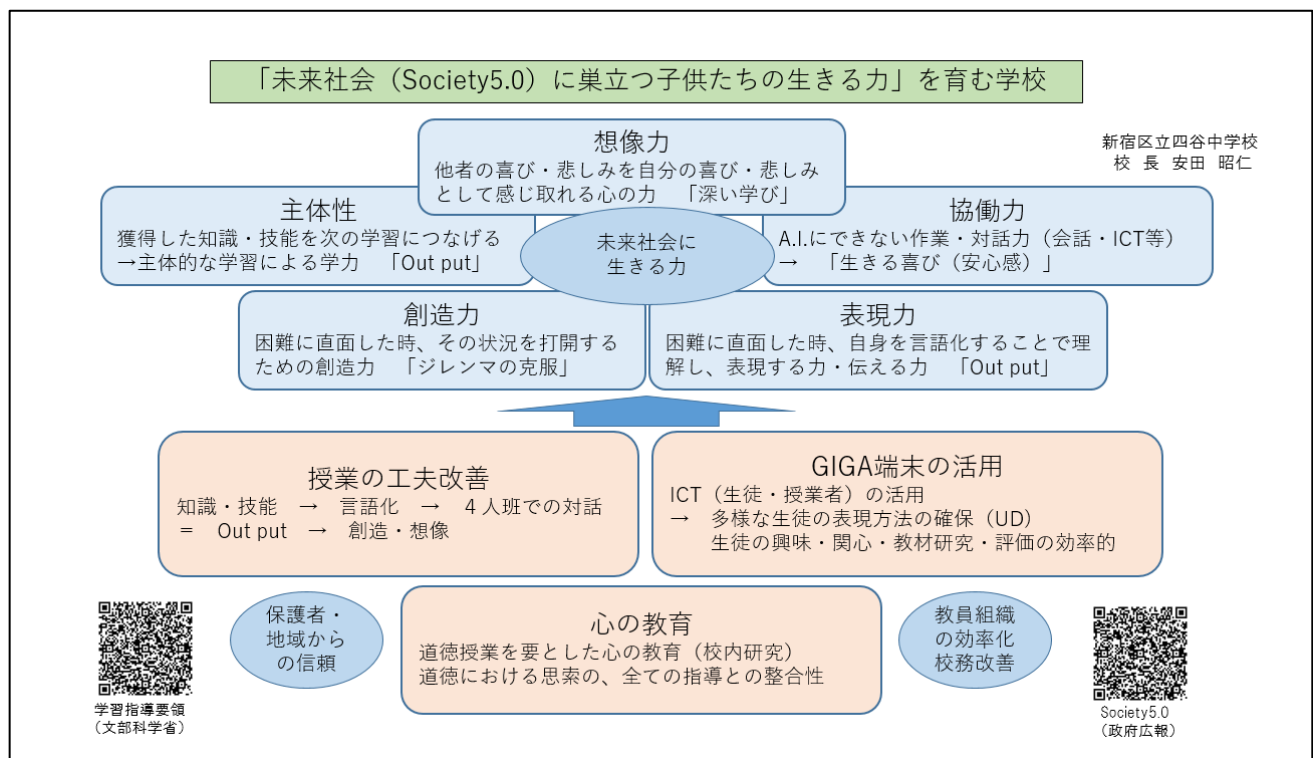 「未来社会（Society5.0）に巣立つ子供たちの生きる力」を育む学校
新宿区立四谷中学校
校 長 安田 昭仁
想像力
他者の喜び・悲しみを自分の喜び・悲しみ
として感じ取れる心の力 「深い学び」
主体性
獲得した知識・技能を次の学習につなげる
→主体的な学習による学力 「Out put」
未来社会に
生きる力
協働力
A.I.にできない作業・対話力（会話・ICT等）
→ 「生きる喜び（安心感）」
創造力
困難に直面した時、その状況を打開する
ための創造力 「ジレンマの克服」
表現力
困難に直面した時、自身を言語化することで理
解し、表現する力・伝える力 「Out put」
授業の工夫改善
知識・技能 → 言語化 → ４人班での対話
＝ Out put → 創造・想像
GIGA端末の活用
ICT（生徒・授業者）の活用
→ 多様な生徒の表現方法の確保（UD）
生徒の興味・関心・教材研究・評価の効率的
保護者・
地域から
の信頼
心の教育
道徳授業を要とした心の教育（校内研究）
道徳における思索の、全ての指導との整合性
教員組織
の効率化
校務改善
学習指導要領
（文部科学省）
Society5.0
（政府広報）